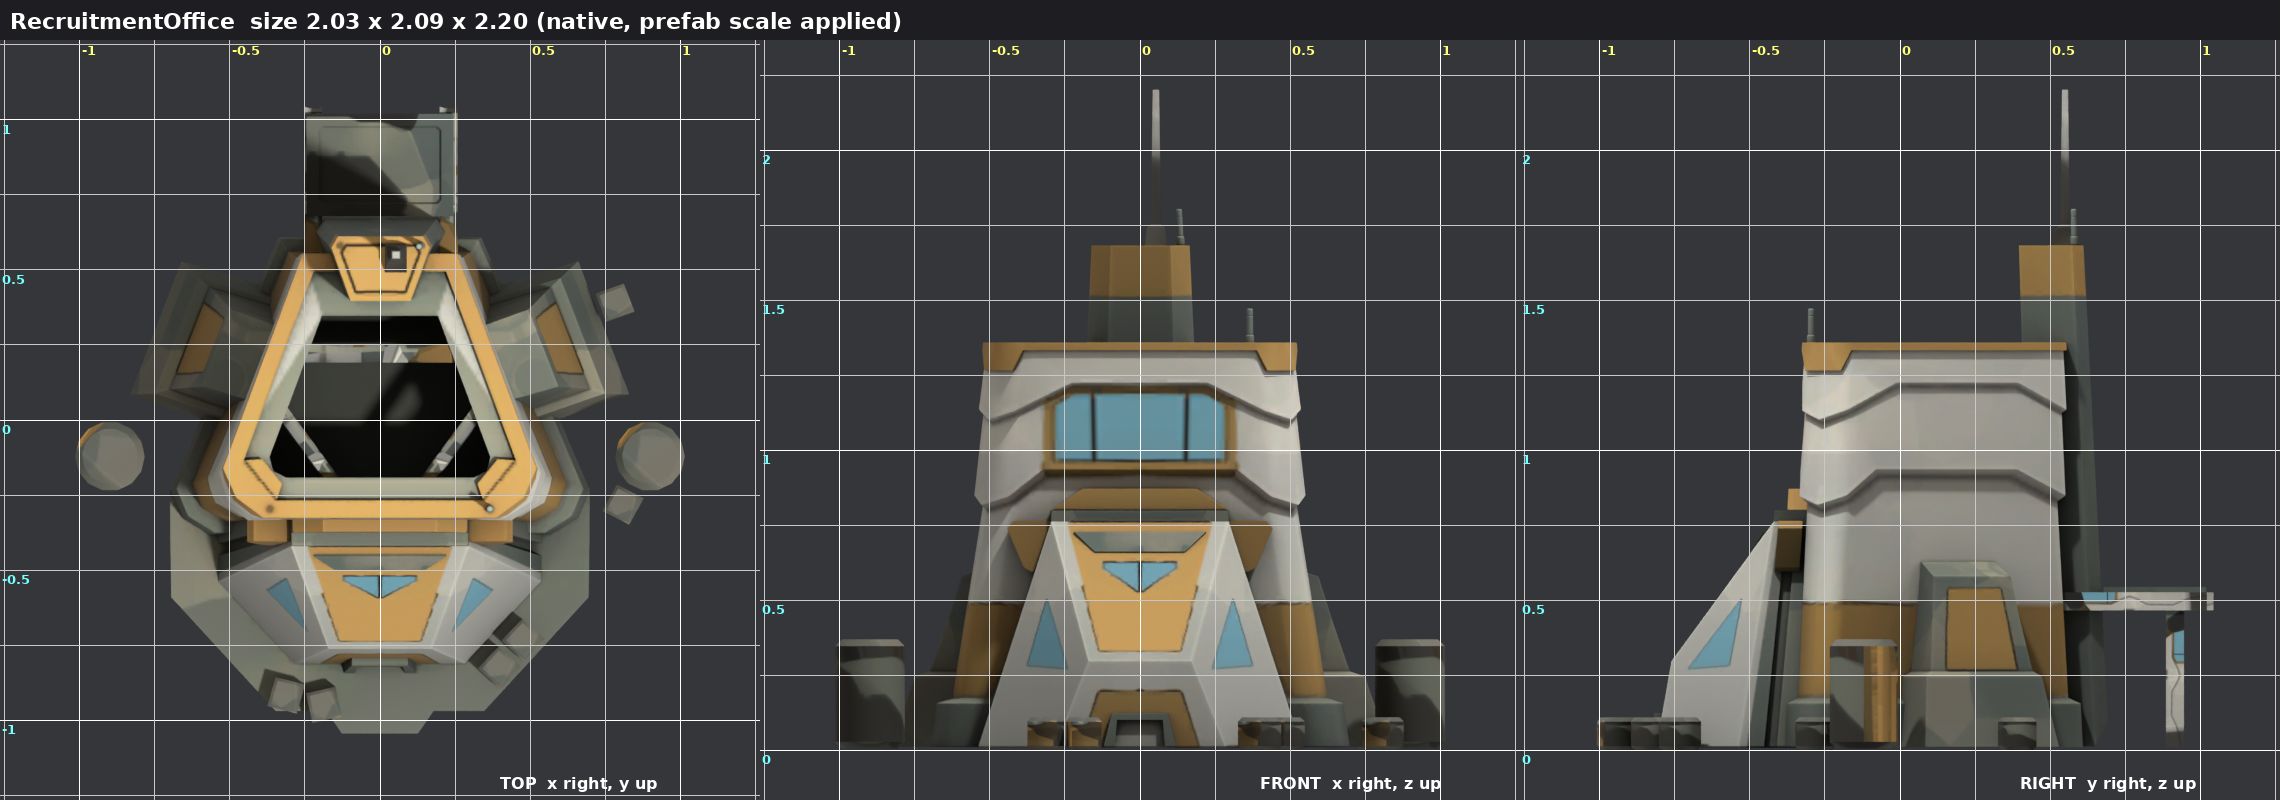 RecruitmentOffice size 2.03 x 2.09 x 2.20 (native, prefab scale applied)
-1 -0.5 0 0.5 1 -1 -0.5 0 0.5 1 -1 -0.5 0 0.5 1
1 2 2
0.5 1.5 1.5
0 1 1
-0.5 0.5 0.5
-1 0 0
TOP x right, y up FRONT x right, z up RIGHT y right, z up